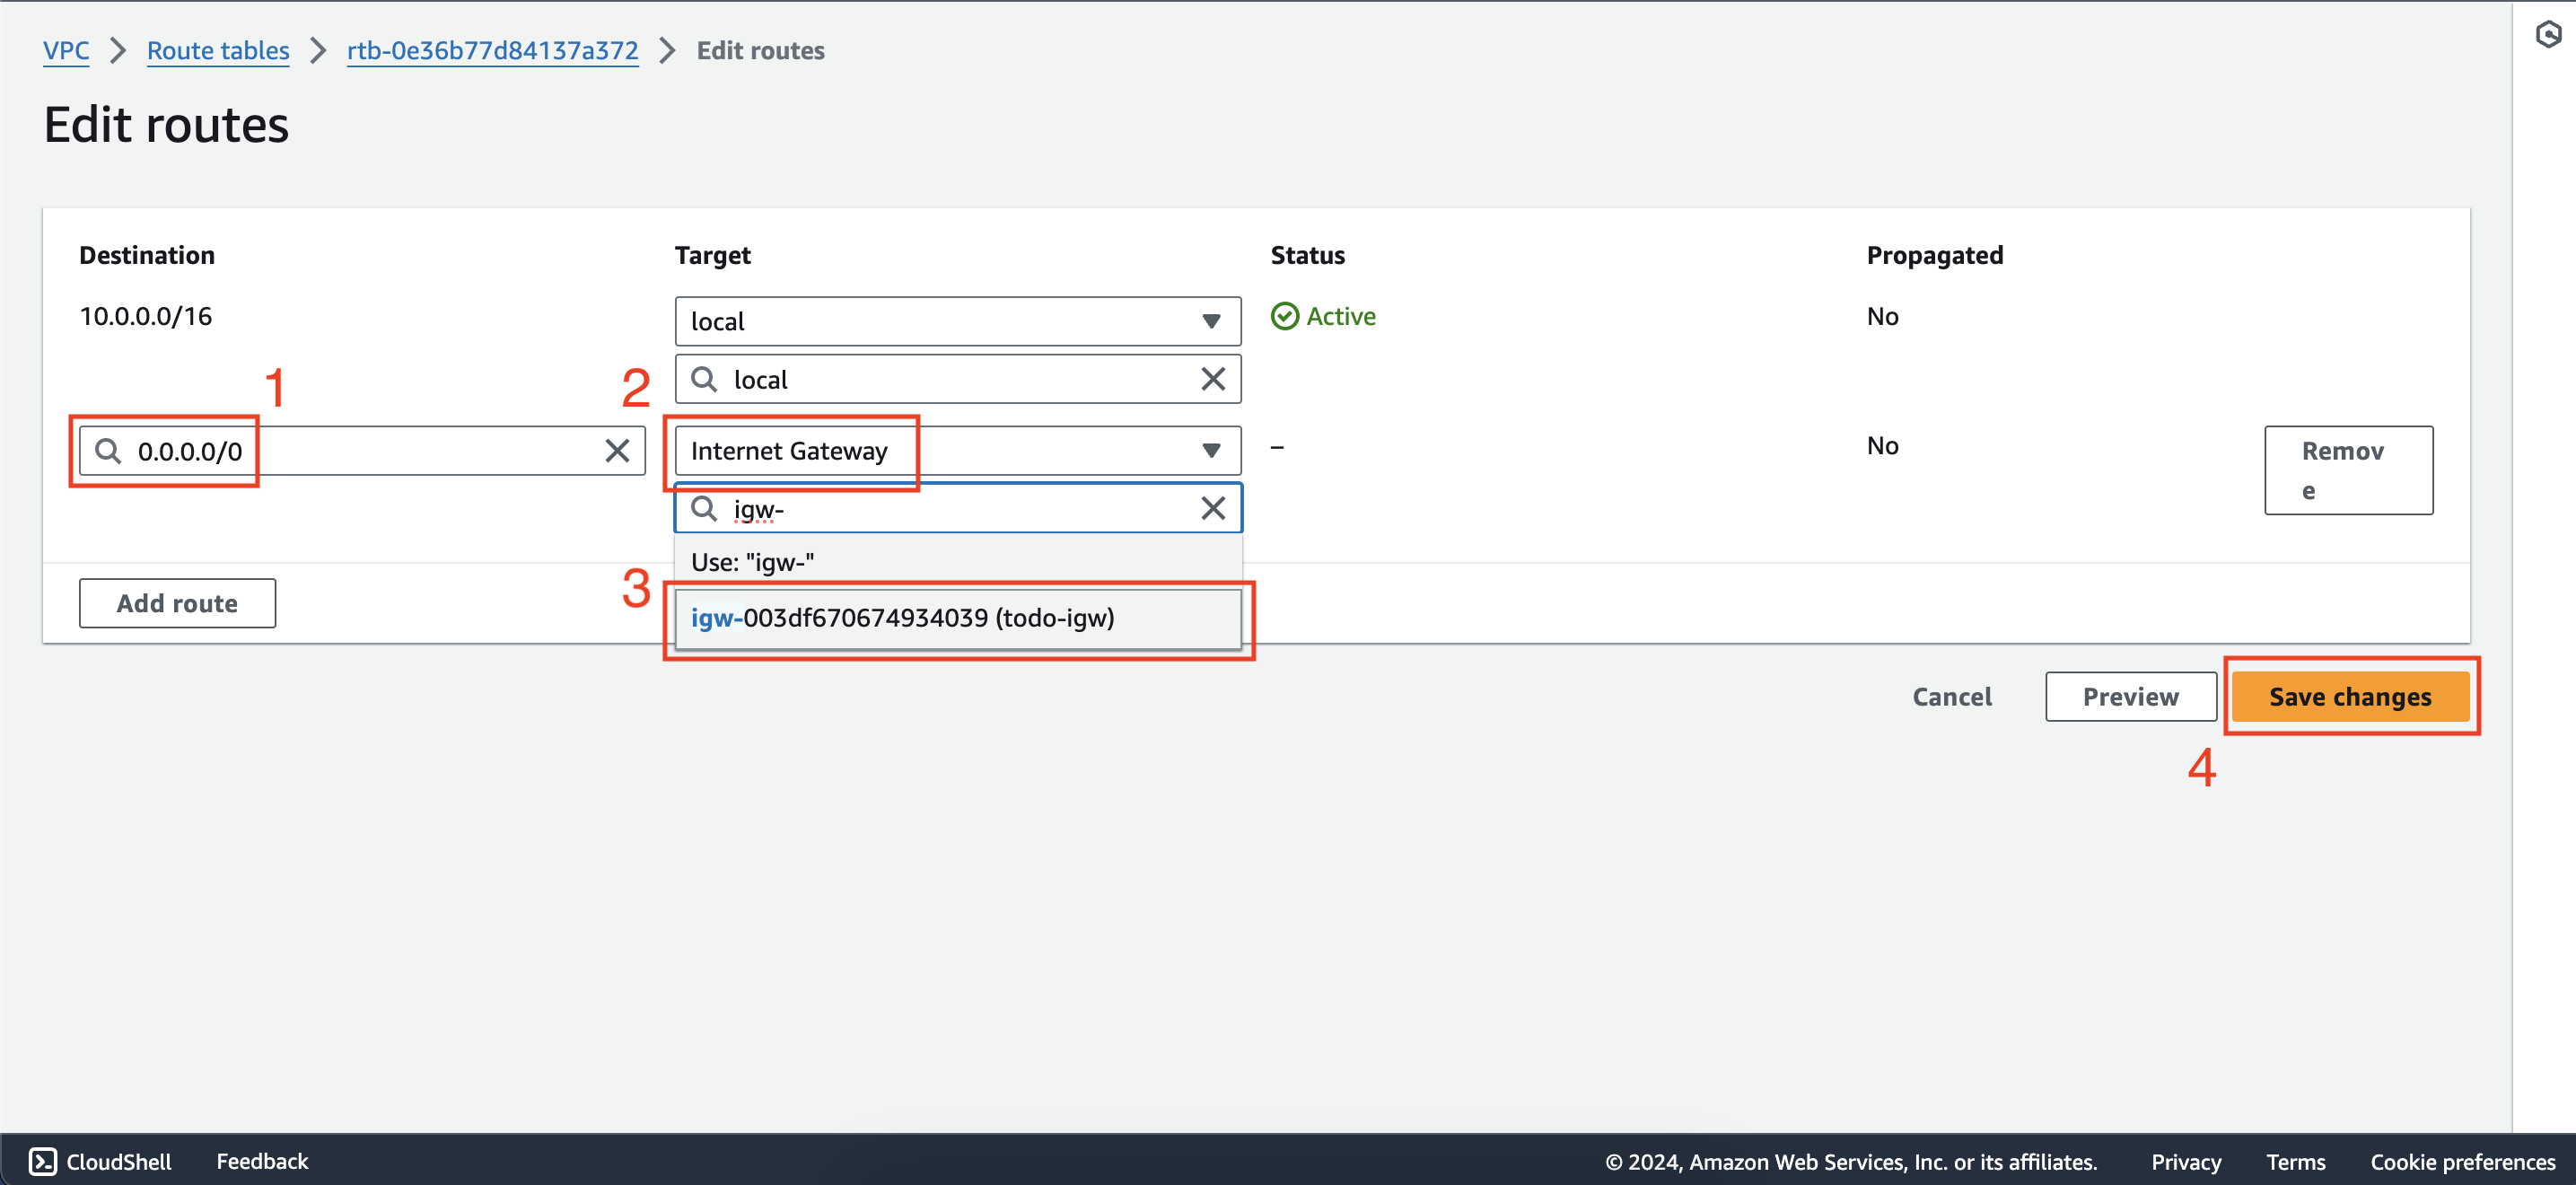 VPC > Route tables > rtb-0e36b77d84137a372 > Edit routes
Edit routes
Destination Target Status Propagated
10.0.0.0/16 local Active No
local
1 2
0.0.0.0/0 Internet Gateway – No Remov
e
igw-
Use: "igw-"
3
Add route igw-003df670674934039 (todo-igw)
Cancel Preview Save changes
4
CloudShell Feedback © 2024, Amazon Web Services, Inc. or its affiliates. Privacy Terms Cookie preferences